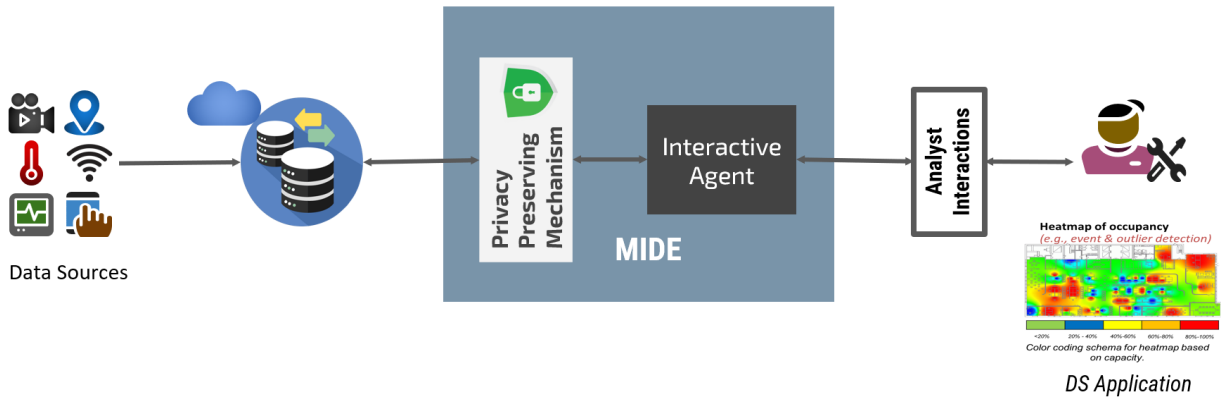 Data Sources
Privacy
Preserving
Mechanism
Interactive
Agent
MIDE
Analyst
Interactions
Heatmap of occupancy
(e.g., event & outlier detection)
<20% 20% - 40% 40%-60% 60%-80% 80%-100%
Color coding schema for heatmap based
on capacity.
DS Application